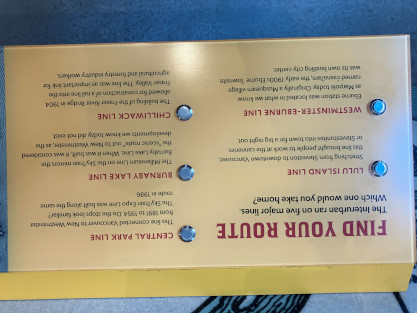 FIND YOUR ROUTE
The Interurban ran on five major lines.
Which one would you take home?
LULU ISLAND LINE
Stretching from Steveston to downtown Vancouver,
this line brought people to work at the canneries
or Stevestonites into town for a big night out.
WESTMINSTER-EBURNE LINE
Eburne Station was located in what we now know
as Marpole today. Originally a Musqueam village
named c̓əsnaʔəm, the early 1900s Eburne Townsite
was its own bustling city center.
CENTRAL PARK LINE
This line connected Vancouver to New Westminster
from 1891 to 1954. Do the stops look familiar?
The SkyTrain Expo Line was built along the same
route in 1986.
BURNABY LAKE LINE
The Millennium Line on the SkyTrain mirrors the
Burnaby Lake Line. When it was built, it was considered
the 'scenic route' out to New Westminster, as the
developments we know today did not exist.
CHILLIWACK LINE
The building of the Fraser River Bridge in 1904
allowed for construction of a rail line into the
Fraser Valley. The line was an important link for
agricultural and forestry industry workers